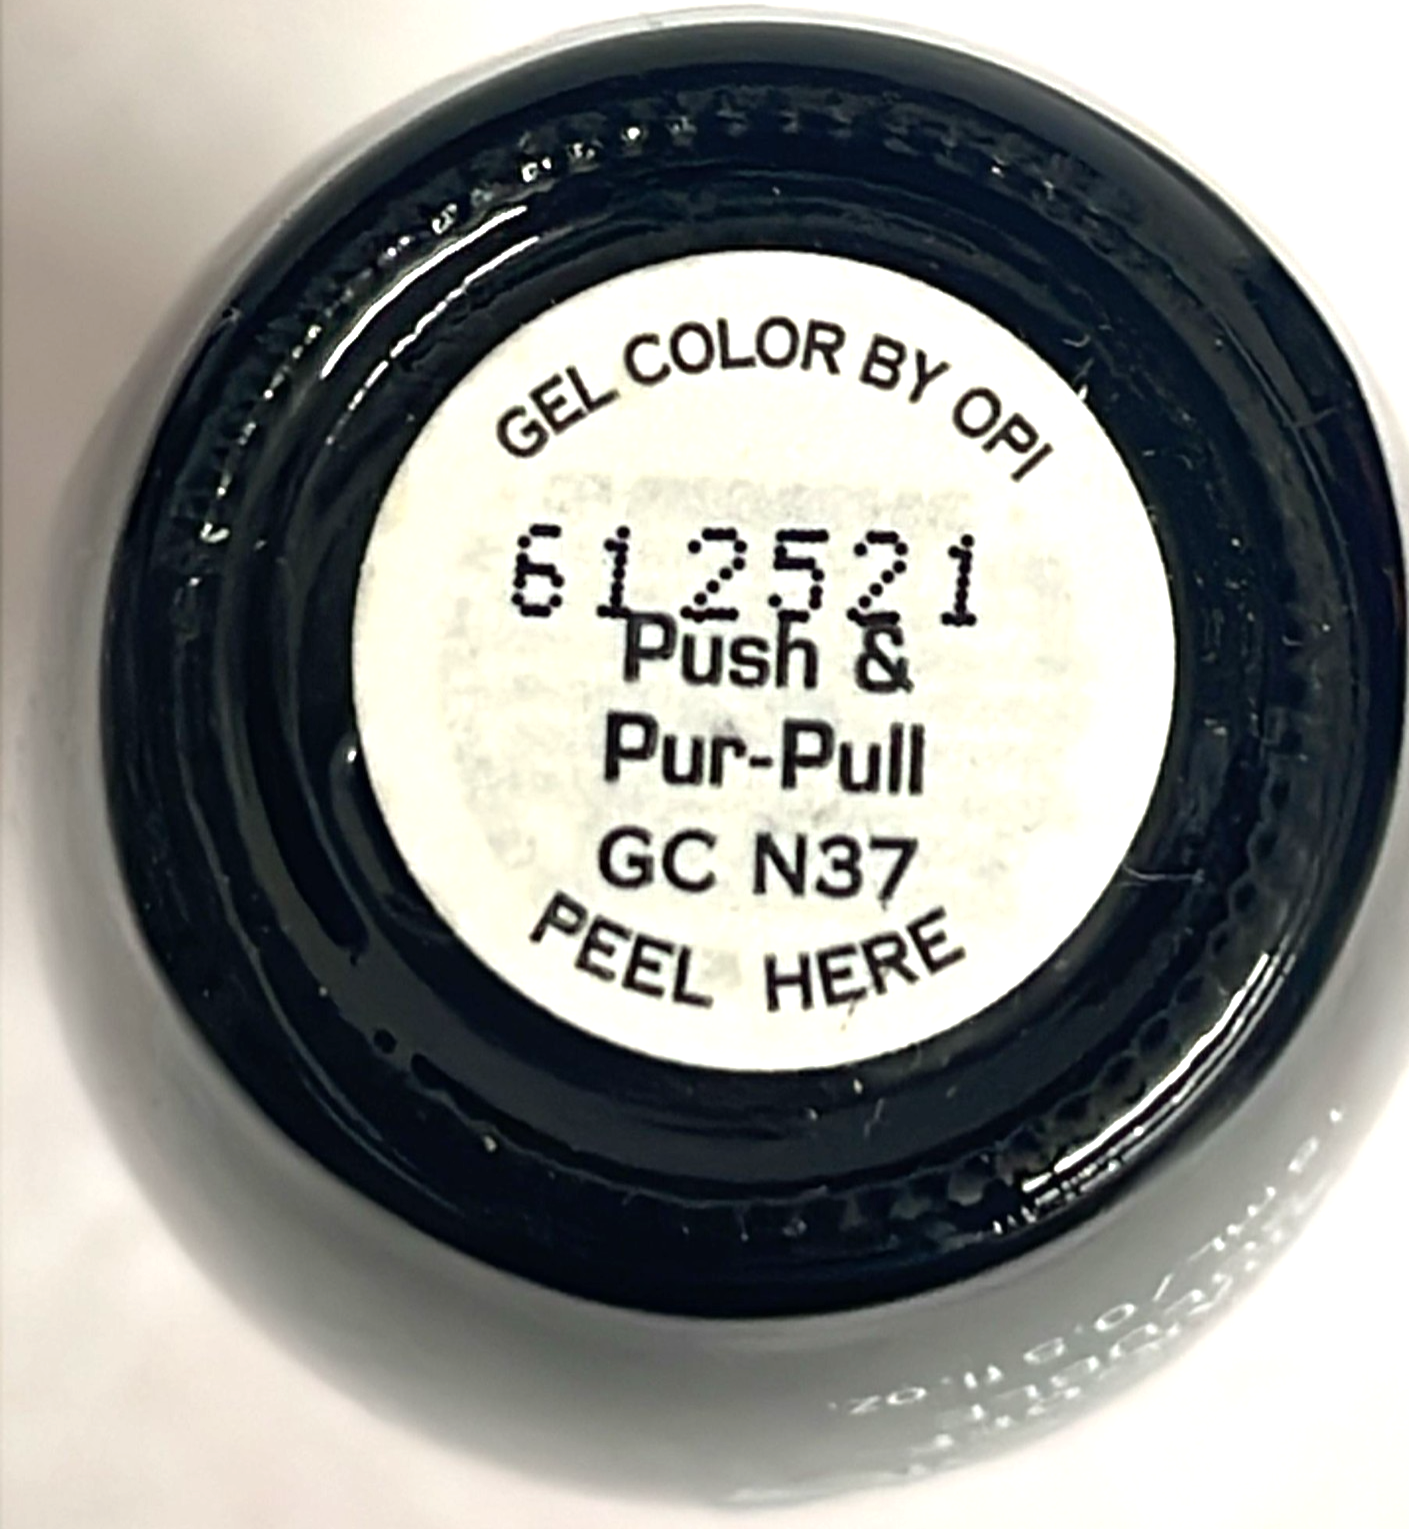 GEL COLOR BY OPI
612521
Push &
Pur-Pull
GC N37
PEEL HERE